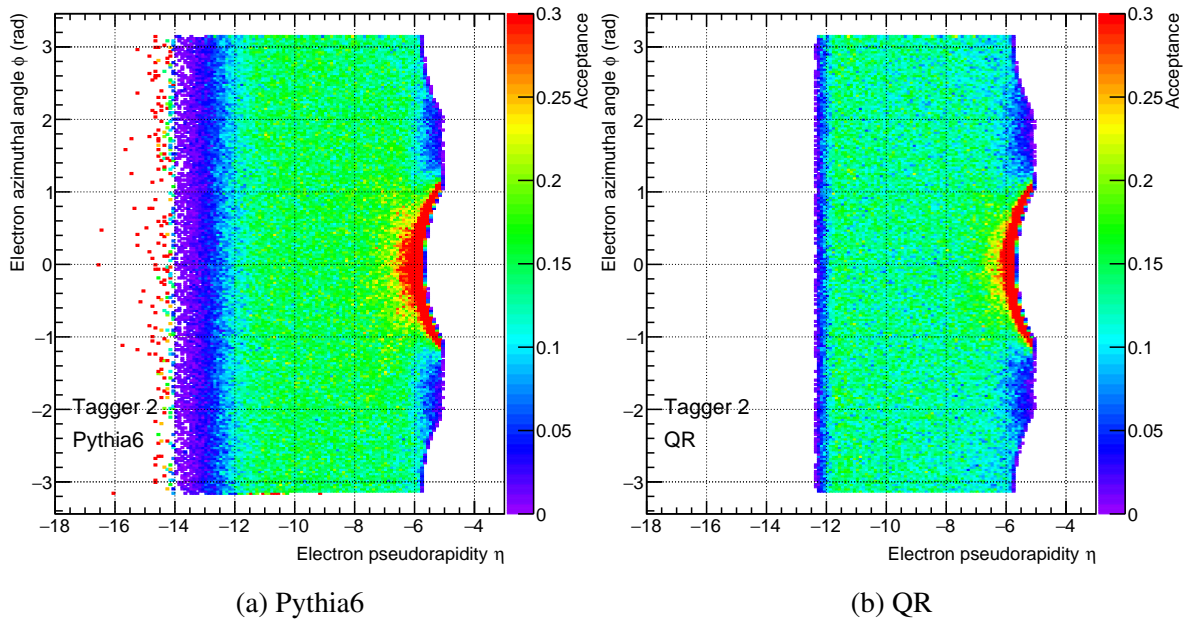 Electron azimuthal angle ϕ (rad)
3
2
1
0
−1
−2
−3
−18 −16 −14 −12 −10 −8 −6 −4
Electron pseudorapidity η
Tagger 2
Pythia6
0.3
0.25
0.2
0.15
0.1
0.05
0
Acceptance
(a) Pythia6
Electron azimuthal angle ϕ (rad)
3
2
1
0
−1
−2
−3
−18 −16 −14 −12 −10 −8 −6 −4
Electron pseudorapidity η
Tagger 2
QR
0.3
0.25
0.2
0.15
0.1
0.05
0
Acceptance
(b) QR